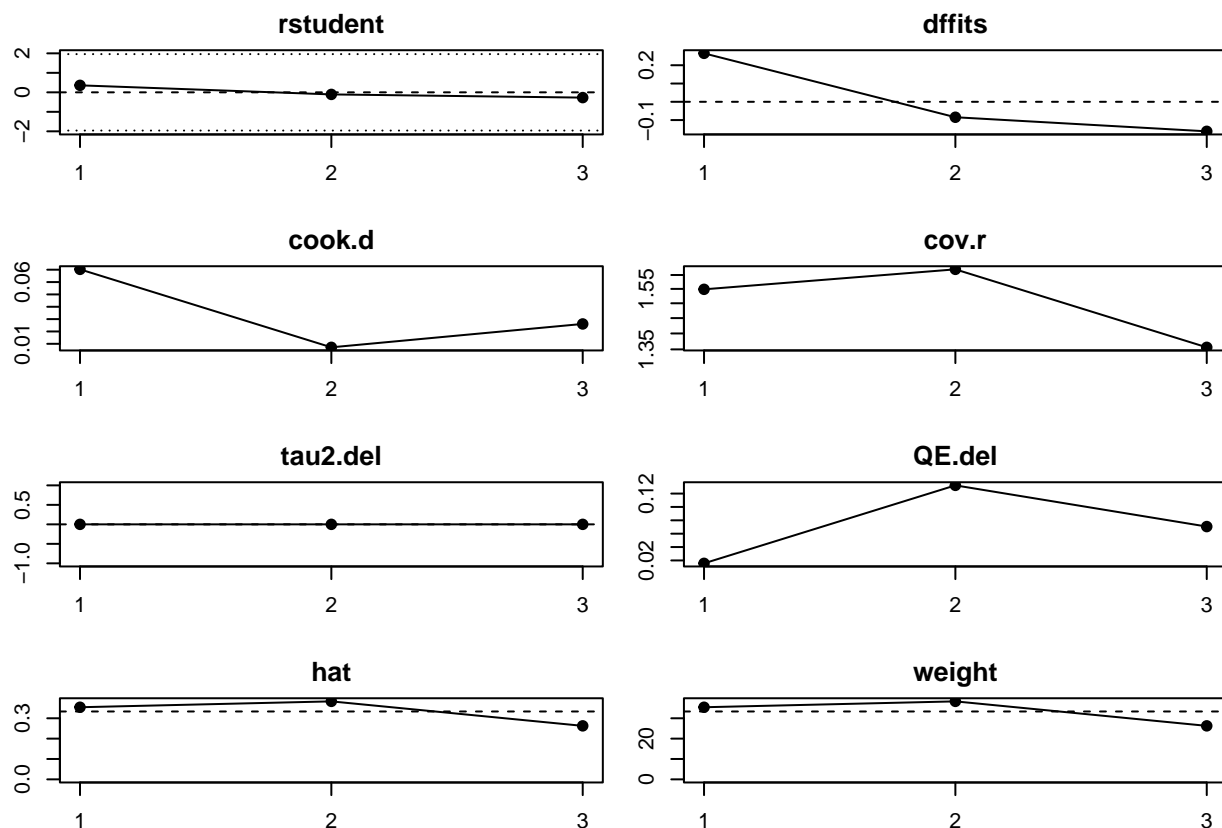 rstudent
2
0
−2
1 2 3
dffits
0.2
−0.1
1 2 3
cook.d
0.06
0.01
1 2 3
cov.r
1.55
1.35
1 2 3
tau2.del
0.5
−1.0
1 2 3
QE.del
0.12
0.02
1 2 3
hat
0.3
0.0
1 2 3
weight
20
0
1 2 3